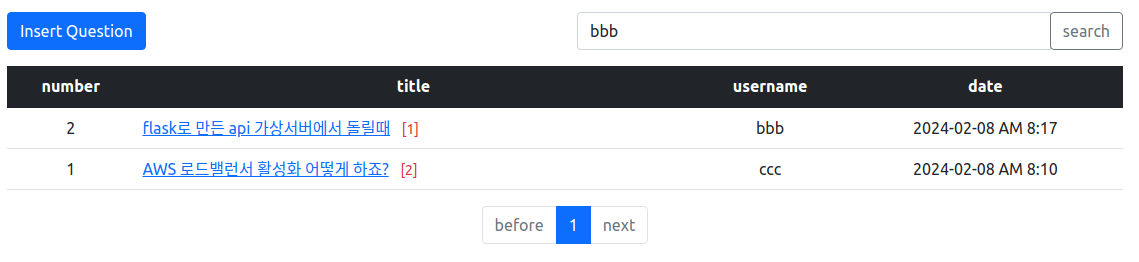 Insert Question bbb search
number title username date
2 flask로 만든 api 가상서버에서 돌릴때 [1] bbb 2024-02-08 AM 8:17
1 AWS 로드밸런서 활성화 어떻게 하죠? [2] ccc 2024-02-08 AM 8:10
before 1 next